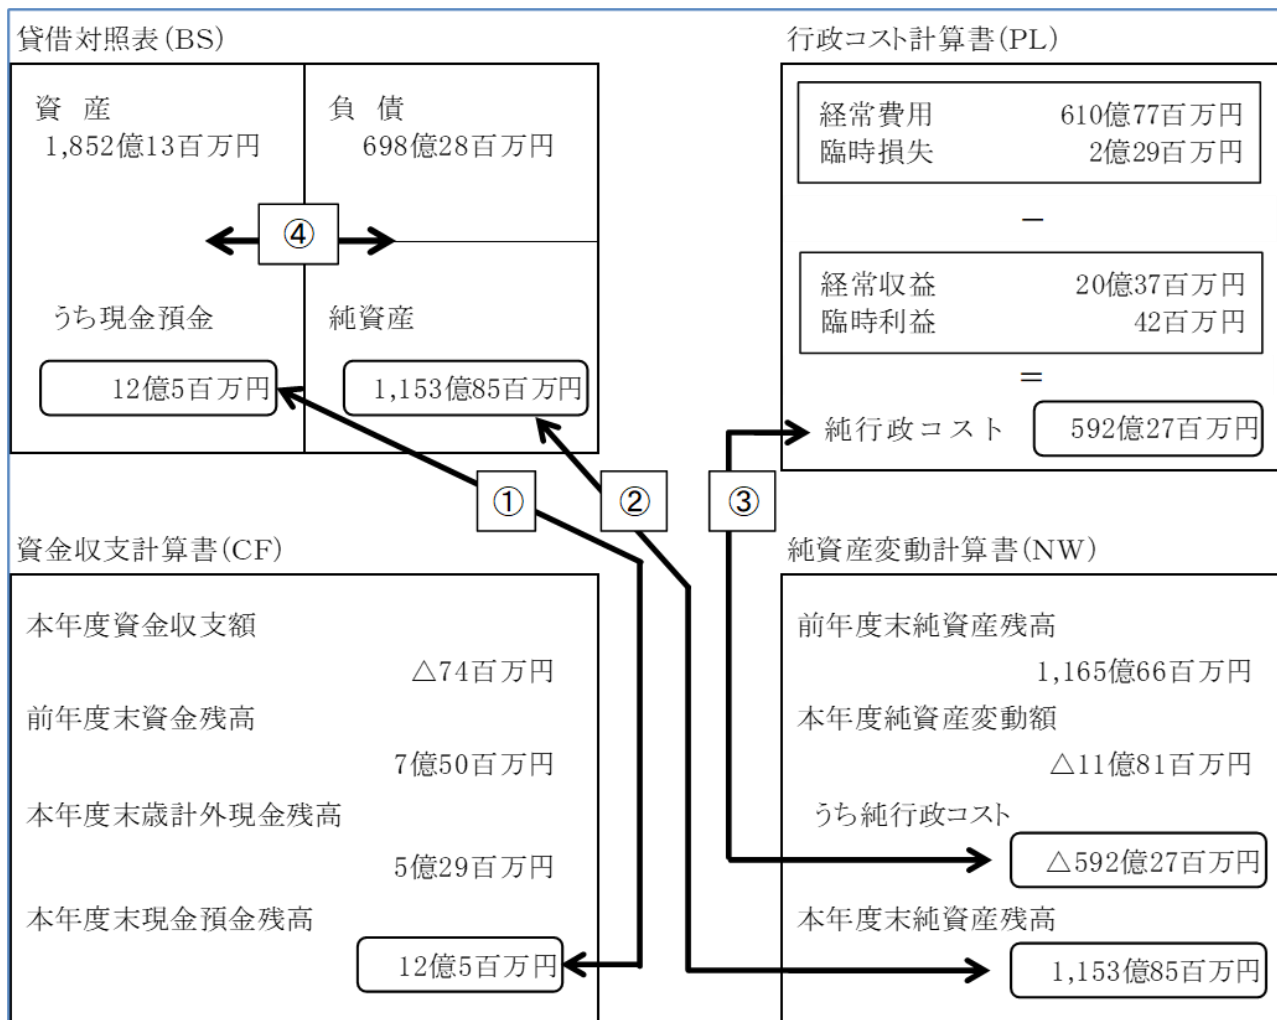 貸借対照表(BS)
資 産
1,852億13百万円
負 債
698億28百万円
④
うち現金預金
12億5百万円
純資産
1,153億85百万円
行政コスト計算書(PL)
経常費用 610億77百万円
臨時損失 2億29百万円
－
経常収益 20億37百万円
臨時利益 42百万円
＝
純行政コスト 592億27百万円
① ② ③
資金収支計算書(CF)
本年度資金収支額
△74百万円
前年度末資金残高
7億50百万円
本年度末歳計外現金残高
5億29百万円
本年度末現金預金残高
12億5百万円
純資産変動計算書(NW)
前年度末純資産残高
1,165億66百万円
本年度純資産変動額
△11億81百万円
うち純行政コスト
△592億27百万円
本年度末純資産残高
1,153億85百万円